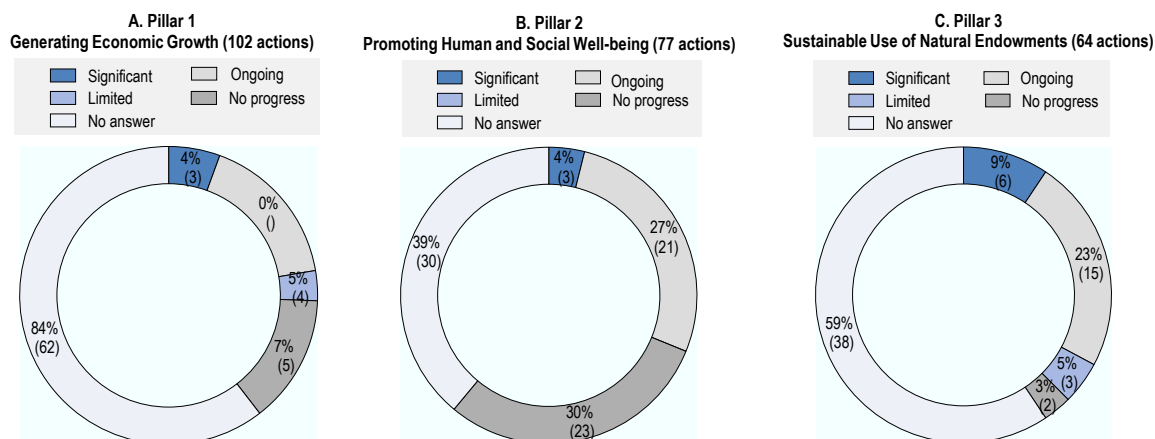 A. Pillar 1
Generating Economic Growth (102 actions)
Significant
Ongoing
Limited
No progress
No answer
4%
(3)
0%
()
5%
(4)
7%
(5)
84%
(62)
B. Pillar 2
Promoting Human and Social Well-being (77 actions)
Significant
Ongoing
Limited
No progress
No answer
4%
(3)
27%
(21)
30%
(23)
39%
(30)
C. Pillar 3
Sustainable Use of Natural Endowments (64 actions)
Significant
Ongoing
Limited
No progress
No answer
9%
(6)
23%
(15)
5%
(3)
3%
(2)
59%
(38)